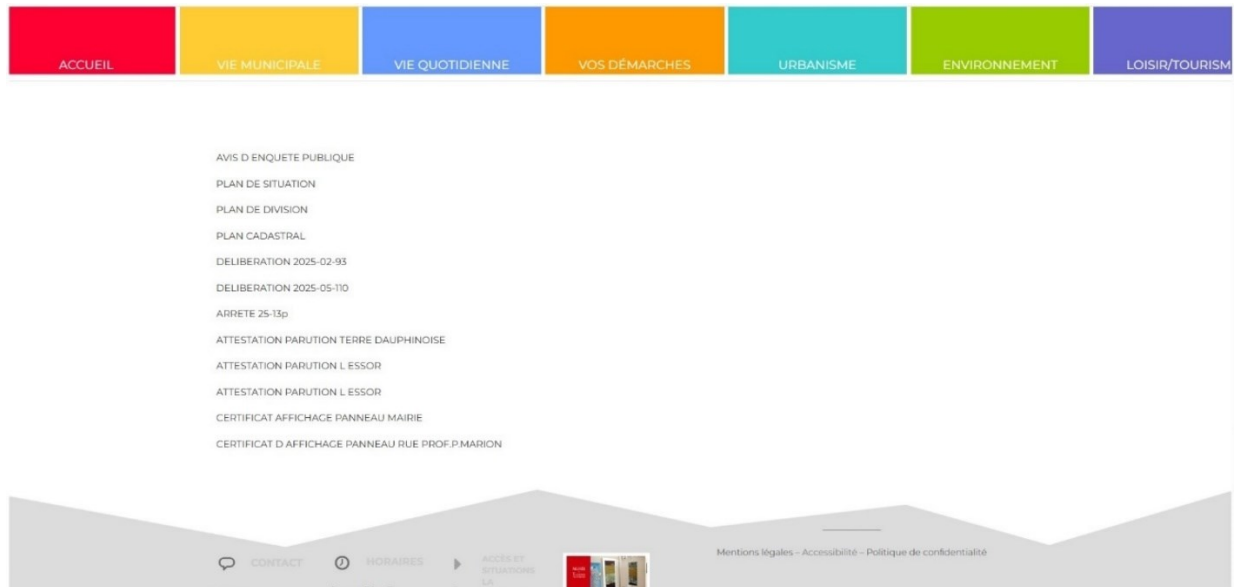 ACCUEIL
VIE MUNICIPALE
VIE QUOTIDIENNE
VOS DÉMARCHES
URBANISME
ENVIRONNEMENT
LOISIR/TOURISM
AVIS D ENQUETE PUBLIQUE
PLAN DE SITUATION
PLAN DE DIVISION
PLAN CADASTRAL
DELIBERATION 2025-02-93
DELIBERATION 2025-05-110
ARRETE 25-13p
ATTESTATION PARUTION TERRE DAUPHINOISE
ATTESTATION PARUTION L ESSOR
ATTESTATION PARUTION L ESSOR
CERTIFICAT AFFICHAGE PANNEAU MAIRIE
CERTIFICAT D AFFICHAGE PANNEAU RUE PROF.P.MARION
CONTACT
HORAIRES
ACCÈS ET
SITUATIONS
LA
Mentions légales – Accessibilité – Politique de confidentialité